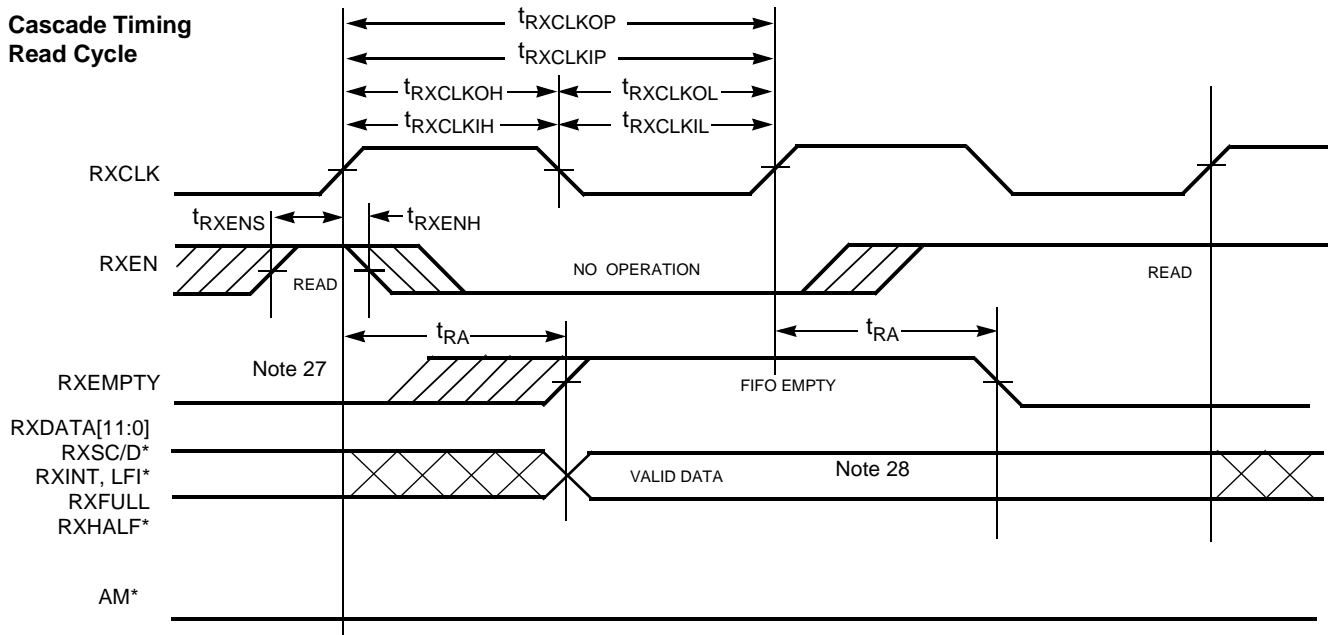 Cascade Timing
Read Cycle
tRXCLKOP
tRXCLKIP
tRXCLKOH
tRXCLKOL
tRXCLKIH
tRXCLKIL
RXCLK
tRXENS
tRXENH
RXEN
READ
NO OPERATION
READ
tRA
tRA
Note 27
RXEMPTY
FIFO EMPTY
RXDATA[11:0]
RXSC/D*
RXINT, LFI*
RXFULL
RXHALF*
VALID DATA
Note 28
AM*